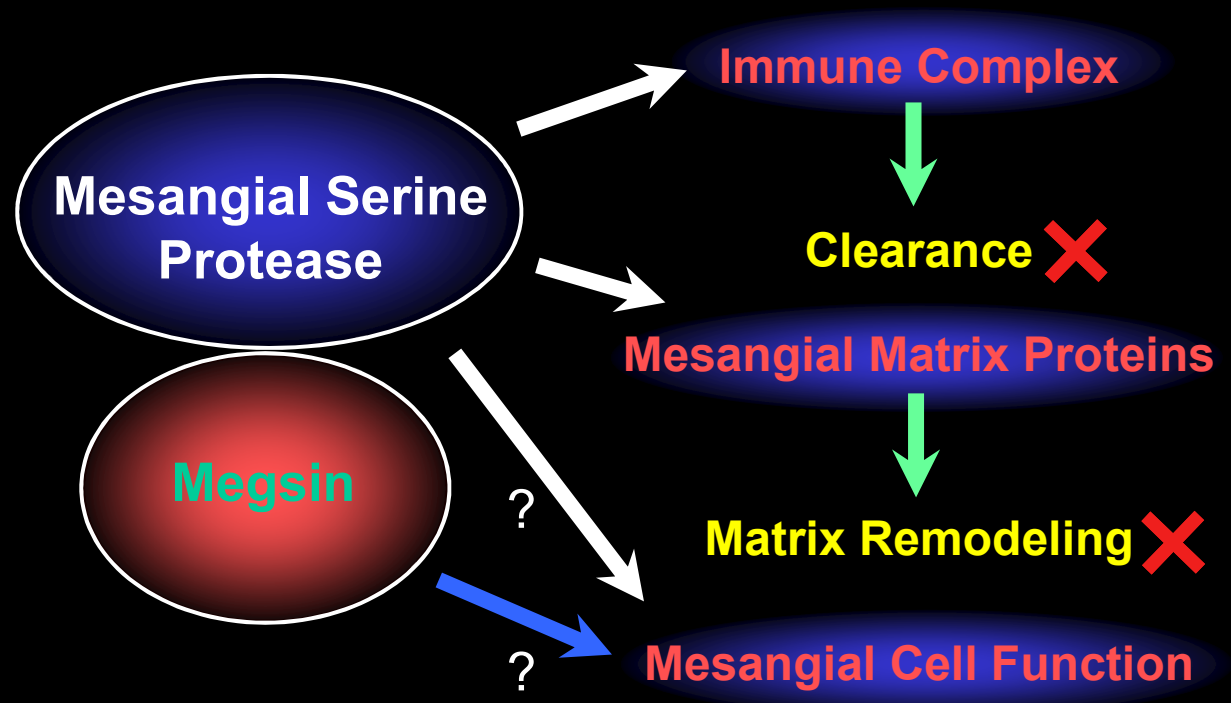 Immune Complex
Mesangial Serine
Protease
Clearance
Mesangial Matrix Proteins
Megsin
?
Matrix Remodeling
?
Mesangial Cell Function